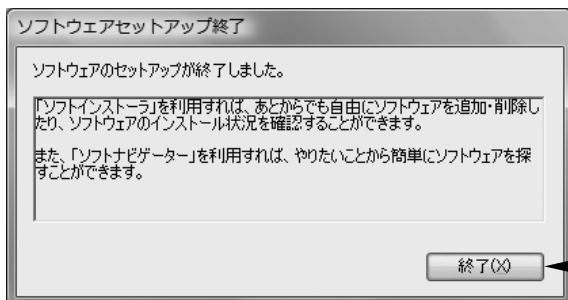 ソフトウェアセットアップ終了
ソフトウェアのセットアップが終了しました。
「ソフトインストーラ」を利用すれば、あとからでも自由にソフトウェアを追加・削除し
たり、ソフトウェアのインストール状況を確認することができます。
また、「ソフトナビゲーター」を利用すれば、やりたいことから簡単にソフトウェアを探
すことができます。
終了(X)